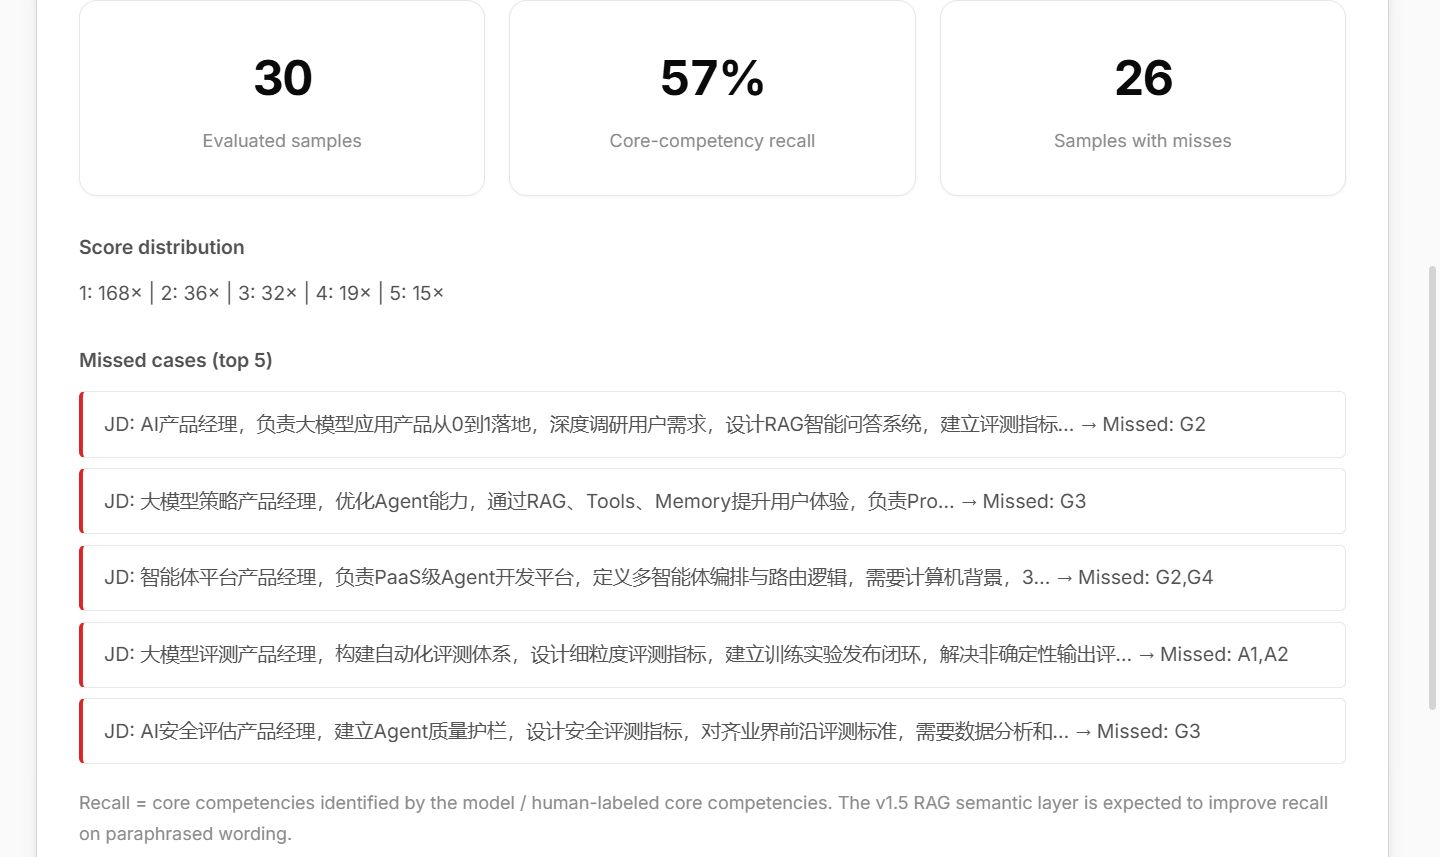 30
Evaluated samples
57%
Core-competency recall
26
Samples with misses
Score distribution
1: 168× | 2: 36× | 3: 32× | 4: 19× | 5: 15×
Missed cases (top 5)
JD: AI产品经理，负责大模型应用产品从0到1落地，深度调研用户需求，设计RAG智能问答系统，建立评测指标... → Missed: G2
JD: 大模型策略产品经理，优化Agent能力，通过RAG、Tools、Memory提升用户体验，负责Pro... → Missed: G3
JD: 智能体平台产品经理，负责PaaS级Agent开发平台，定义多智能体编排与路由逻辑，需要计算机背景，3... → Missed: G2,G4
JD: 大模型评测产品经理，构建自动化评测体系，设计细粒度评测指标，建立训练实验发布闭环，解决非确定性输出评... → Missed: A1,A2
JD: AI安全评估产品经理，建立Agent质量护栏，设计安全评测指标，对齐业界前沿评测标准，需要数据分析和... → Missed: G3
Recall = core competencies identified by the model / human-labeled core competencies. The v1.5 RAG semantic layer is expected to improve recall
on paraphrased wording.